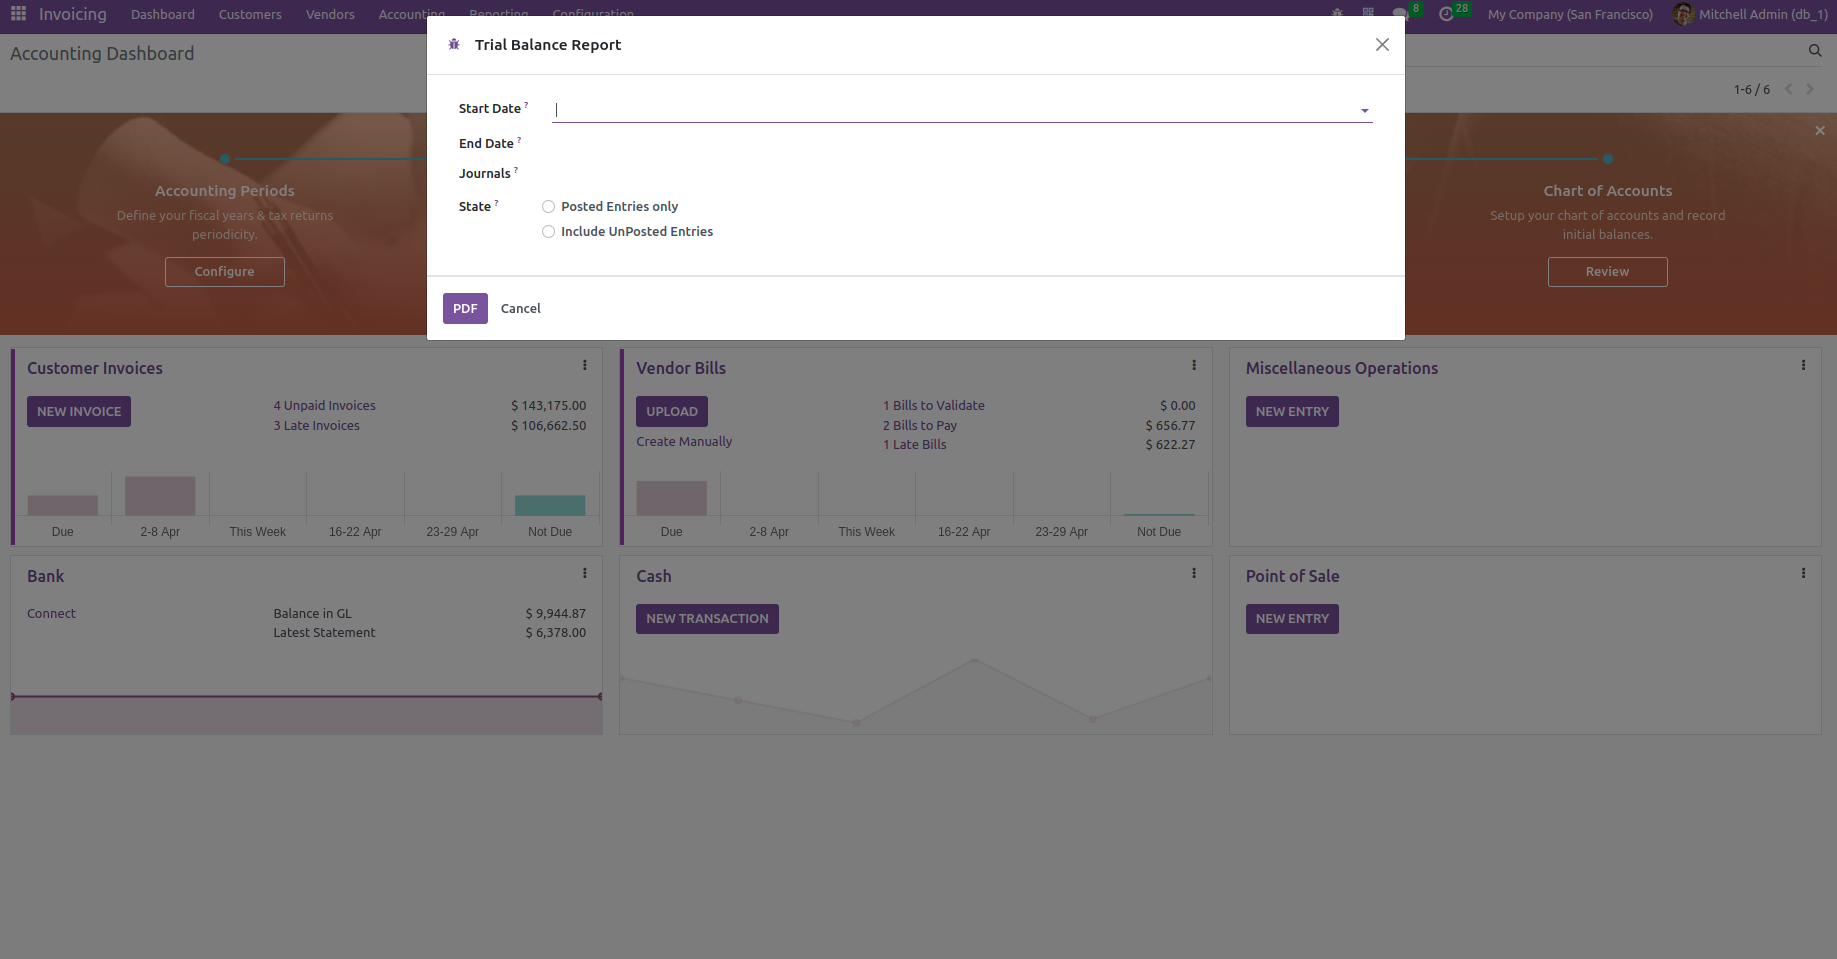 Invoicing Dashboard Customers Vendors Accounting Reporting Configuration 8 28 My Company (San Francisco) Mitchell Admin (db_1)
Accounting Dashboard
1-6 / 6
Trial Balance Report
Start Date ?
End Date ?
Journals ?
State ?
Posted Entries only
Include UnPosted Entries
PDF Cancel
Accounting Periods
Define your fiscal years & tax returns
periodicity.
Configure
Chart of Accounts
Setup your chart of accounts and record
initial balances.
Review
Customer Invoices
NEW INVOICE
4 Unpaid Invoices $ 143,175.00
3 Late Invoices $ 106,662.50
Due 2-8 Apr This Week 16-22 Apr 23-29 Apr Not Due
Vendor Bills
UPLOAD
Create Manually
1 Bills to Validate $ 0.00
2 Bills to Pay $ 656.77
1 Late Bills $ 622.27
Due 2-8 Apr This Week 16-22 Apr 23-29 Apr Not Due
Miscellaneous Operations
NEW ENTRY
Bank
Connect
Balance in GL $ 9,944.87
Latest Statement $ 6,378.00
Cash
NEW TRANSACTION
Point of Sale
NEW ENTRY